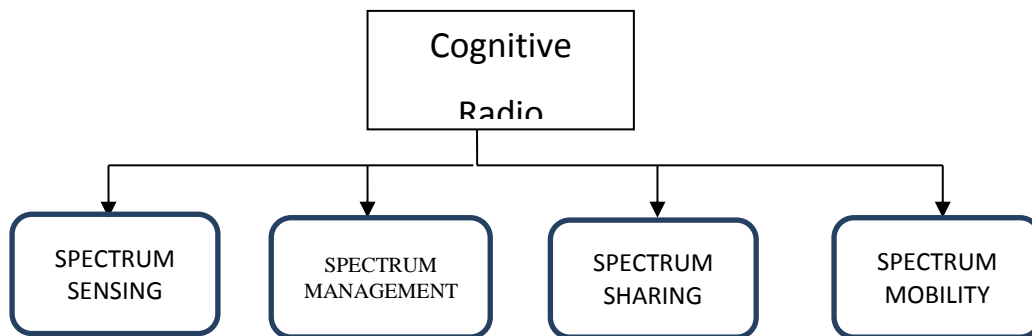 Cognitive
Radio
SPECTRUM
SENSING
SPECTRUM
MANAGEMENT
SPECTRUM
SHARING
SPECTRUM
MOBILITY